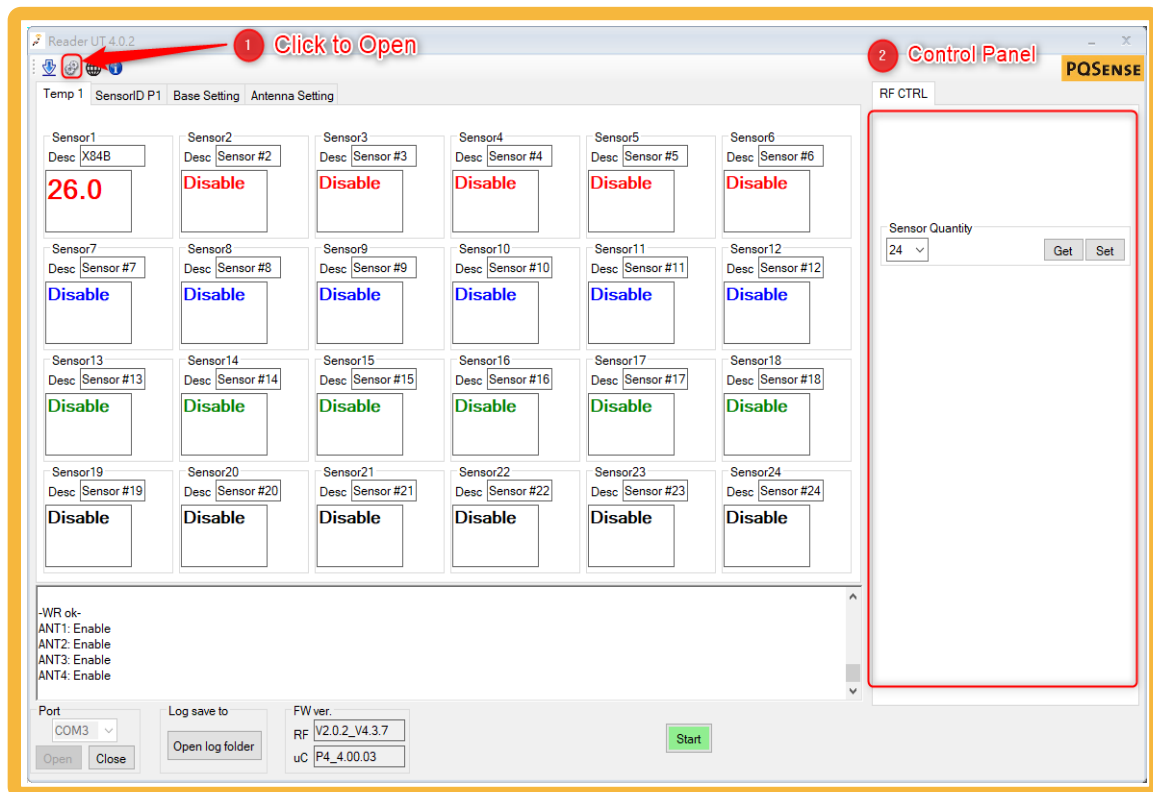 Reader UT 4.0.2
1 Click to Open
2 Control Panel
PQSENSE
Temp 1 SensorID P1 Base Setting Antenna Setting
RF CTRL
Sensor1 Sensor2 Sensor3 Sensor4 Sensor5 Sensor6
Desc X84B Desc Sensor #2 Desc Sensor #3 Desc Sensor #4 Desc Sensor #5 Desc Sensor #6
26.0 Disable Disable Disable Disable Disable
Sensor Quantity
24 Get Set
Sensor7 Sensor8 Sensor9 Sensor10 Sensor11 Sensor12
Desc Sensor #7 Desc Sensor #8 Desc Sensor #9 Desc Sensor #10 Desc Sensor #11 Desc Sensor #12
Disable Disable Disable Disable Disable Disable
Sensor13 Sensor14 Sensor15 Sensor16 Sensor17 Sensor18
Desc Sensor #13 Desc Sensor #14 Desc Sensor #15 Desc Sensor #16 Desc Sensor #17 Desc Sensor #18
Disable Disable Disable Disable Disable Disable
Sensor19 Sensor20 Sensor21 Sensor22 Sensor23 Sensor24
Desc Sensor #19 Desc Sensor #20 Desc Sensor #21 Desc Sensor #22 Desc Sensor #23 Desc Sensor #24
Disable Disable Disable Disable Disable Disable
-WR ok-
ANT1: Enable
ANT2: Enable
ANT3: Enable
ANT4: Enable
Port Log save to FW ver.
COM3 RF V2.0.2_V4.3.7
Open Close Open log folder uC P4_4.00.03
Start